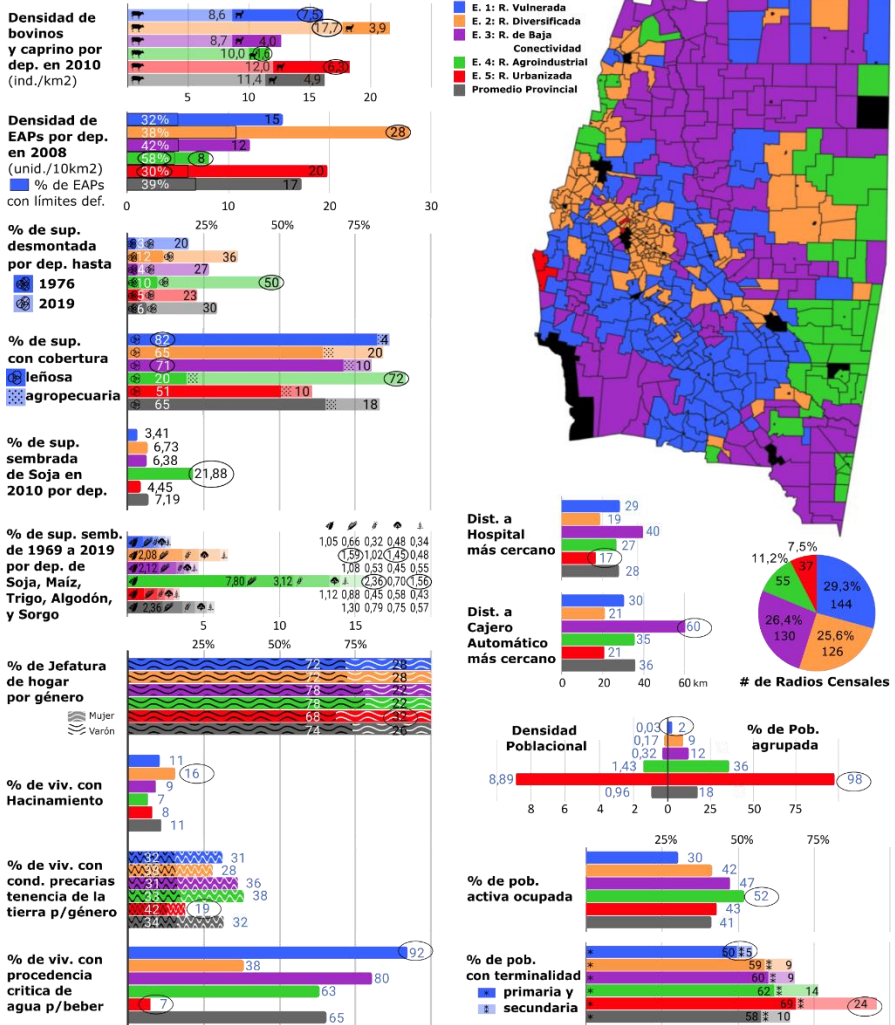 Densidad de
bovinos
y caprino por
dep. en 2010
(ind./km2)
8,6 7,5
17,7 3,9
8,7 4,0
10,0 1,6
12,0 6,3
11,4 4,9
0 5 10 15 20
Densidad de
EAPs por dep.
en 2008
(unid./10km2)
% de EAPs
con límites def.
32% 15
38% 28
42% 12
58% 8
30% 20
39% 17
0 10 20 30
25% 50% 75%
% de sup.
desmontada
por dep. hasta
1976
2019
3 20
12 36
4 27
10 50
5 23
6 30
% de sup.
con cobertura
leñosa
agropecuaria
82 4
65 20
71 10
20 72
51 10
65 18
% de sup.
sembrada
de Soja en
2010 por dep.
3,41
6,73
6,38
21,88
4,45
7,19
% de sup. semb.
de 1969 a 2019
por dep. de
Soja, Maíz,
Trigo, Algodón,
y Sorgo
1,05 0,66 0,32 0,48 0,34
2,08 1,59 1,02 1,45 0,48
2,12 1,08 0,53 0,45 0,55
7,80 3,12 2,36 0,70 1,56
1,12 0,88 0,45 0,58 0,43
2,36 1,30 0,79 0,75 0,57
5 10 15
25% 50% 75%
% de Jefatura
de hogar
por género
Mujer
Varón
72 28
72 28
78 22
78 22
68 32
74 26
% de viv. con
Hacinamiento
11
16
9
7
8
11
% de viv. con
cond. precarias
tenencia de la
tierra p/género
32 31
28
31 36
38
42 19
34 32
% de viv. con
procedencia
critica de
agua p/beber
92
38
80
63
7
65
E. 1: R. Vulnerada
E. 2: R. Diversificada
E. 3: R. de Baja
Conectividad
E. 4: R. Agroindustrial
E. 5: R. Urbanizada
Promedio Provincial
Dist. a
Hospital
más cercano
29
19
40
27
17
28
Dist. a
Cajero
Automático
más cercano
30
21
60
35
21
36
0 20 40 60 km
7.5%
11,2%
37
55
29,3%
144
26,4%
130
25,6%
126
# de Radios Censales
Densidad
Poblacional
% de Pob.
agrupada
0,03 2
0,17 9
0,32 12
1,43 36
8,89 98
0,96 18
8 6 4 2 0 25 50 75
25% 50% 75%
% de pob.
activa ocupada
30
42
47
52
43
41
% de pob.
con terminalidad
primaria y
secundaria
50 5
59 9
60 9
62 14
69 24
58 10